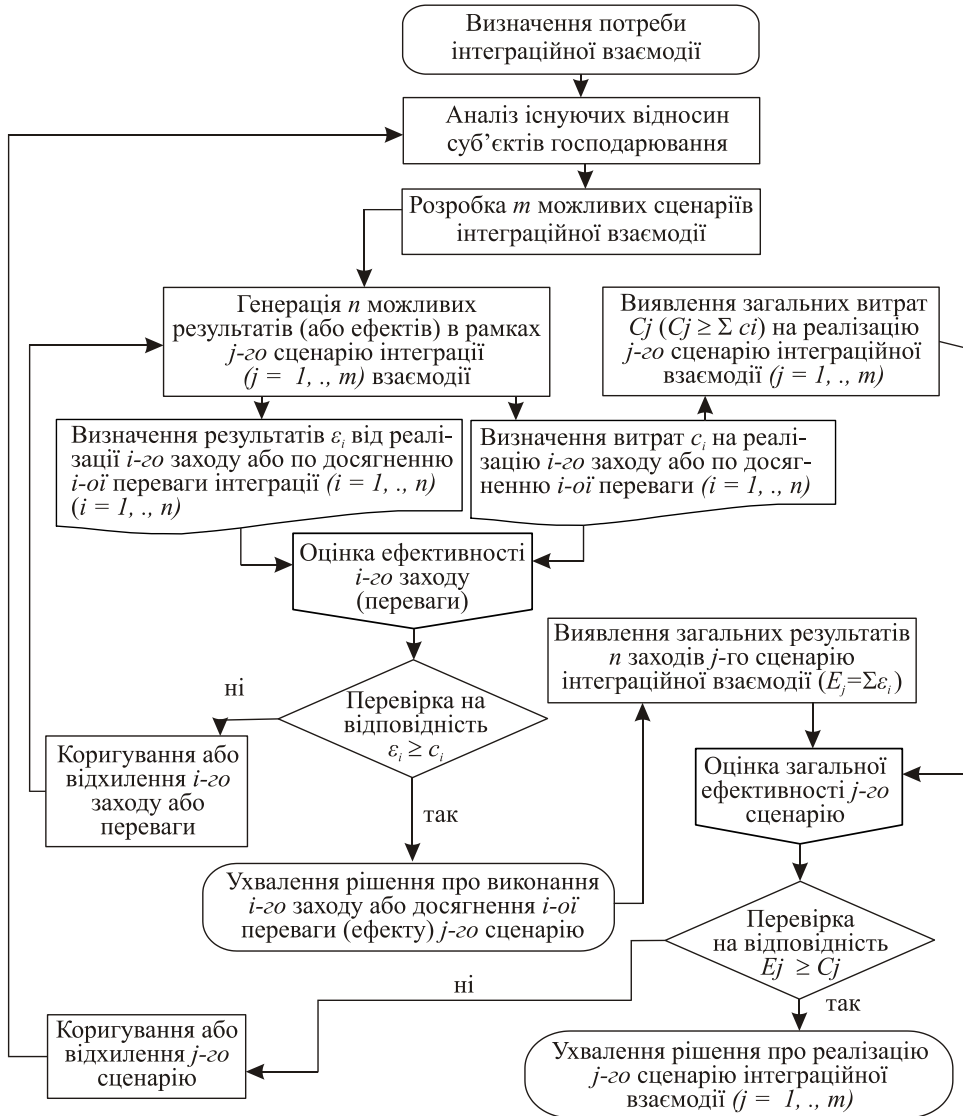 Визначення потреби
інтеграційної взаємодії
Аналіз існуючих відносин
суб’єктів господарювання
Розробка m можливих сценаріїв
інтеграційної взаємодії
Генерація n можливих
результатів (або ефектів) в рамках
j-го сценарію інтеграції
(j = 1, ., m) взаємодії
Виявлення загальних витрат
Cj (Cj ≥ Σ ci) на реалізацію
j-го сценарію інтеграційної
взаємодії (j = 1, ., m)
Визначення результатів ε_i від реалі-
зації i-го заходу або по досягненню
i-ої переваги інтеграції (i = 1, ., n)
(i = 1, ., n)
Визначення витрат c_i на реалі-
зацію i-го заходу або по досяг-
ненню i-ої переваги (i = 1, ., n)
Оцінка ефективності
i-го заходу
(переваги)
Виявлення загальних результатів
n заходів j-го сценарію
інтеграційної взаємодії (E_j=Σε_i)
ні
Перевірка на
відповідність
ε_i ≥ c_i
Коригування або
відхилення i-го
заходу або
переваги
Оцінка загальної
ефективності j-го
сценарію
так
Ухвалення рішення про виконання
i-го заходу або досягнення i-ої
переваги (ефекту) j-го сценарію
Перевірка
на відповідність
Ej ≥ Cj
ні
так
Коригування або
відхилення j-го
сценарію
Ухвалення рішення про реалізацію
j-го сценарію інтеграційної
взаємодії (j = 1, ., m)